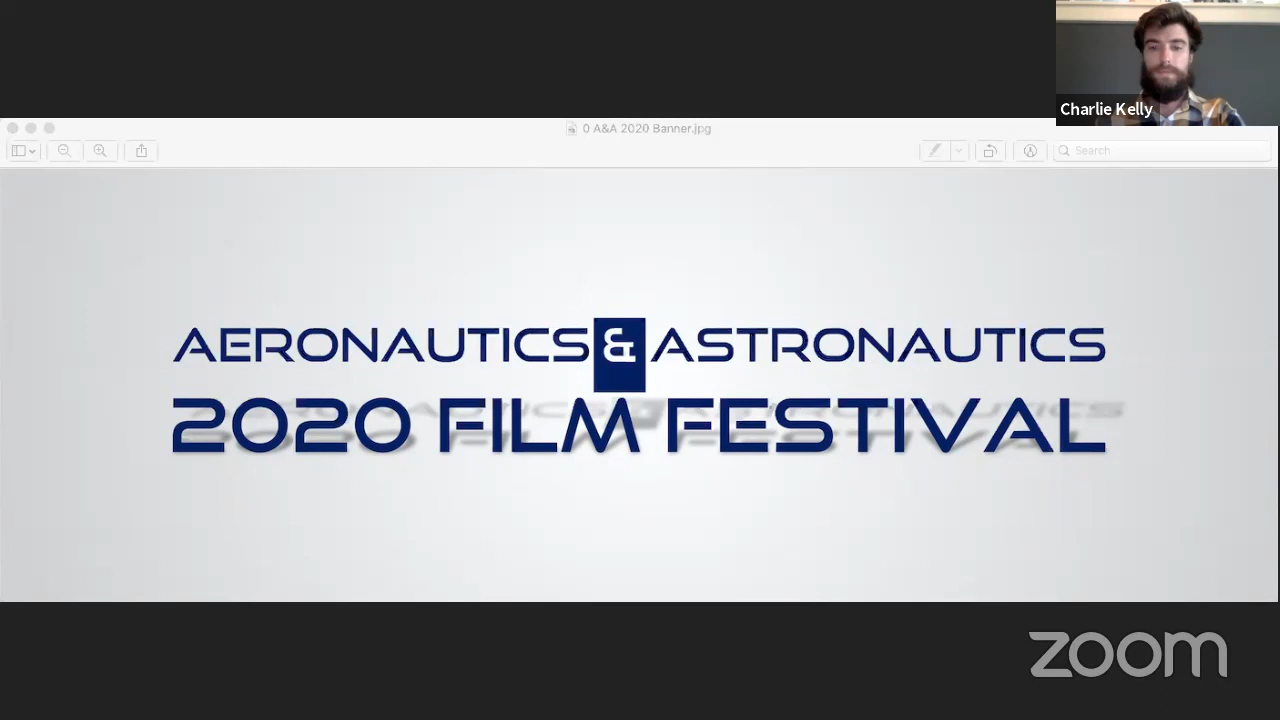 Charlie Kelly
0 A&A 2020 Banner.jpg
Search
AERONAUTICS & ASTRONAUTICS
2020 FILM FESTIVAL
zoom